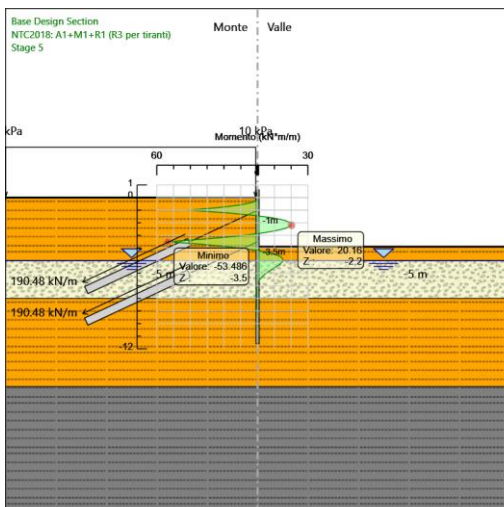 Base Design Section
NTC2018: A1+M1+R1 (R3 per tiranti)
Stage 5
Monte
Valle
kPa
10 kPa
Momento (kN*m/m)
60
30
1
0
-1m
Massimo
Valore: 20.16
Z -2.2
Minimo
Valore: -53.486
Z -3.5
-3.5m
190.48 kN/m
-5 m
-5 m
190.48 kN/m
-12